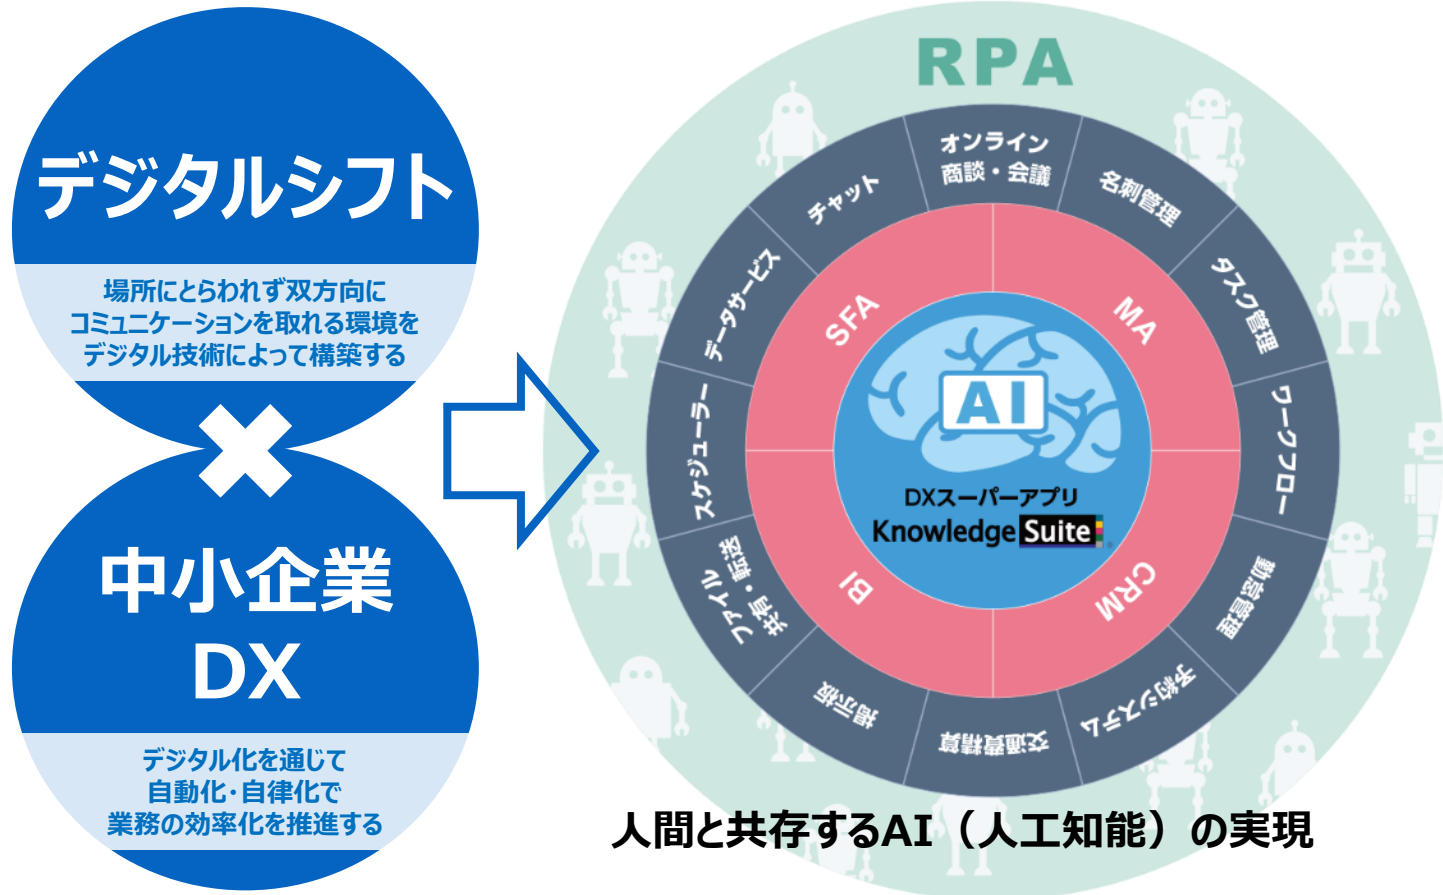 デジタルシフト
場所にとらわれず双方向に
コミュニケーションを取れる環境を
デジタル技術によって構築する
中小企業
DX
デジタル化を通じて
自動化・自律化で
業務の効率化を推進する
RPA
オンライン
商談・会議
名刺管理
タスク管理
ワークフロー
勤怠管理
予約システム
交通費精算
掲示板
ファイル
共有・転送
スケジューラー
データサービス
チャット
SFA
MA
CRM
BI
AI
DXスーパーアプリ
Knowledge Suite
人間と共存するAI（人工知能）の実現